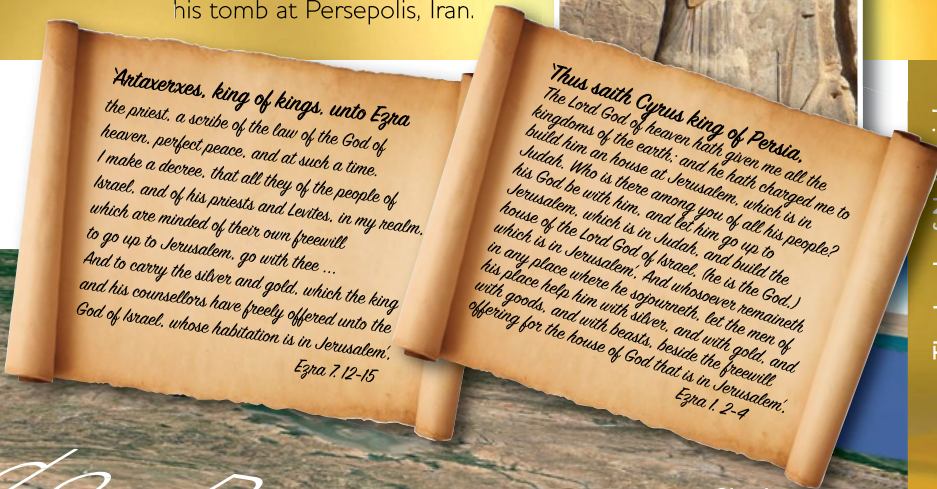 his tomb at Persepolis, Iran.
'Artaxerxes, king of kings, unto Ezra
the priest, a scribe of the law of the God of
heaven, perfect peace, and at such a time.
I make a decree, that all they of the people of
Israel, and of his priests and Levites, in my realm,
which are minded of their own freewill
to go up to Jerusalem, go with thee ...
And to carry the silver and gold, which the king
and his counsellors have freely offered unto the
God of Israel, whose habitation is in Jerusalem'.
Ezra 7. 12-15
'Thus saith Cyrus king of Persia,
The Lord God of heaven hath given me all the
kingdoms of the earth; and he hath charged me to
build him an house at Jerusalem, which is in
Judah. Who is there among you of all his people?
his God be with him, and let him go up to
Jerusalem, which is in Judah, and build the
house of the Lord God of Israel, (he is the God,)
which is in Jerusalem'. And whosoever remaineth
in any place where he sojourneth, let the men of
his place help him with silver, and with gold, and
with goods, and with beasts, beside the freewill
offering for the house of God that is in Jerusalem'.
Ezra 1. 2-4